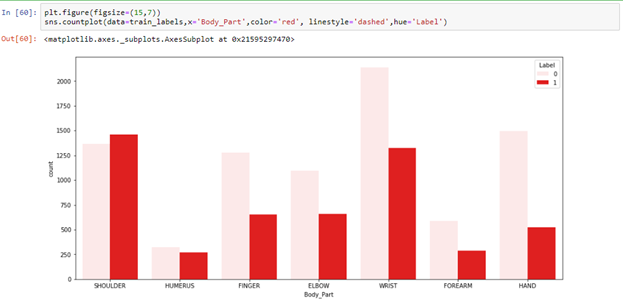 In [60]: plt.figure(figsize=(15,7))
sns.countplot(data=train_labels,x='Body_Part',color='red', linestyle='dashed',hue='Label')
Out[60]: <matplotlib.axes._subplots.AxesSubplot at 0x21595297470>
Label
0
1
2000
1750
1500
1250
1000
750
500
250
0
count
SHOULDER HUMERUS FINGER ELBOW WRIST FOREARM HAND
Body_Part